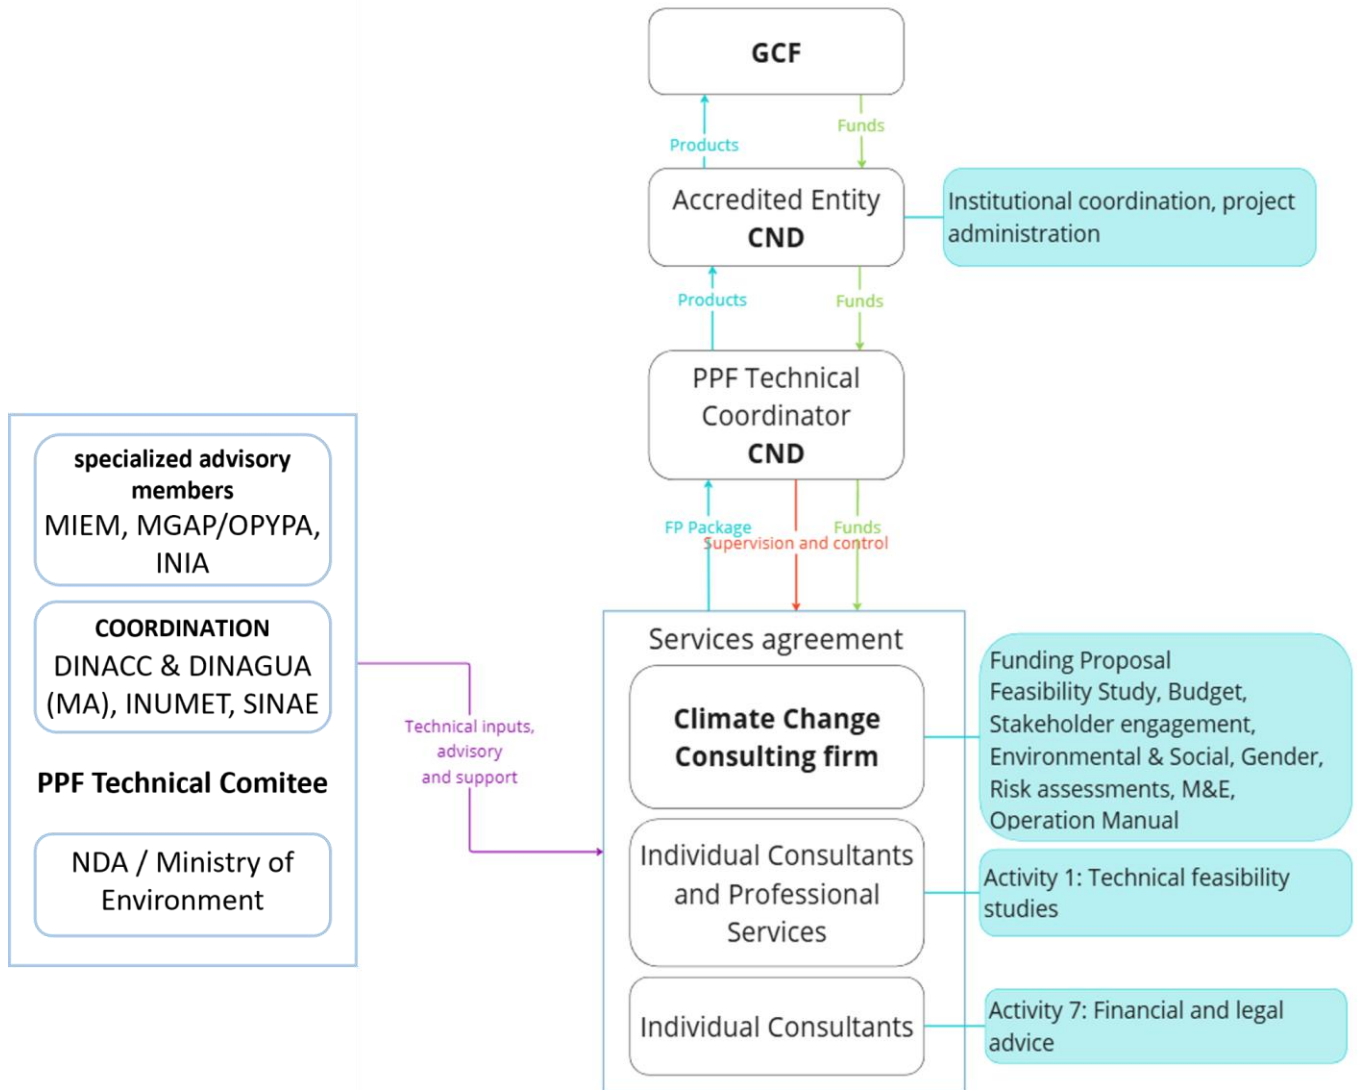 GCF
Products
Funds
Accredited Entity
CND
Institutional coordination, project
administration
Products
Funds
PPF Technical
Coordinator
CND
FP Package
Funds
Supervision and control
specialized advisory
members
MIEM, MGAP/OPYPA,
INIA
COORDINATION
DINACC & DINAGUA
(MA), INUMET, SINAE
PPF Technical Comitee
NDA / Ministry of
Environment
Technical inputs,
advisory
and support
Services agreement
Climate Change
Consulting firm
Funding Proposal
Feasibility Study, Budget,
Stakeholder engagement,
Environmental & Social, Gender,
Risk assessments, M&E,
Operation Manual
Individual Consultants
and Professional
Services
Activity 1: Technical feasibility
studies
Individual Consultants
Activity 7: Financial and legal
advice